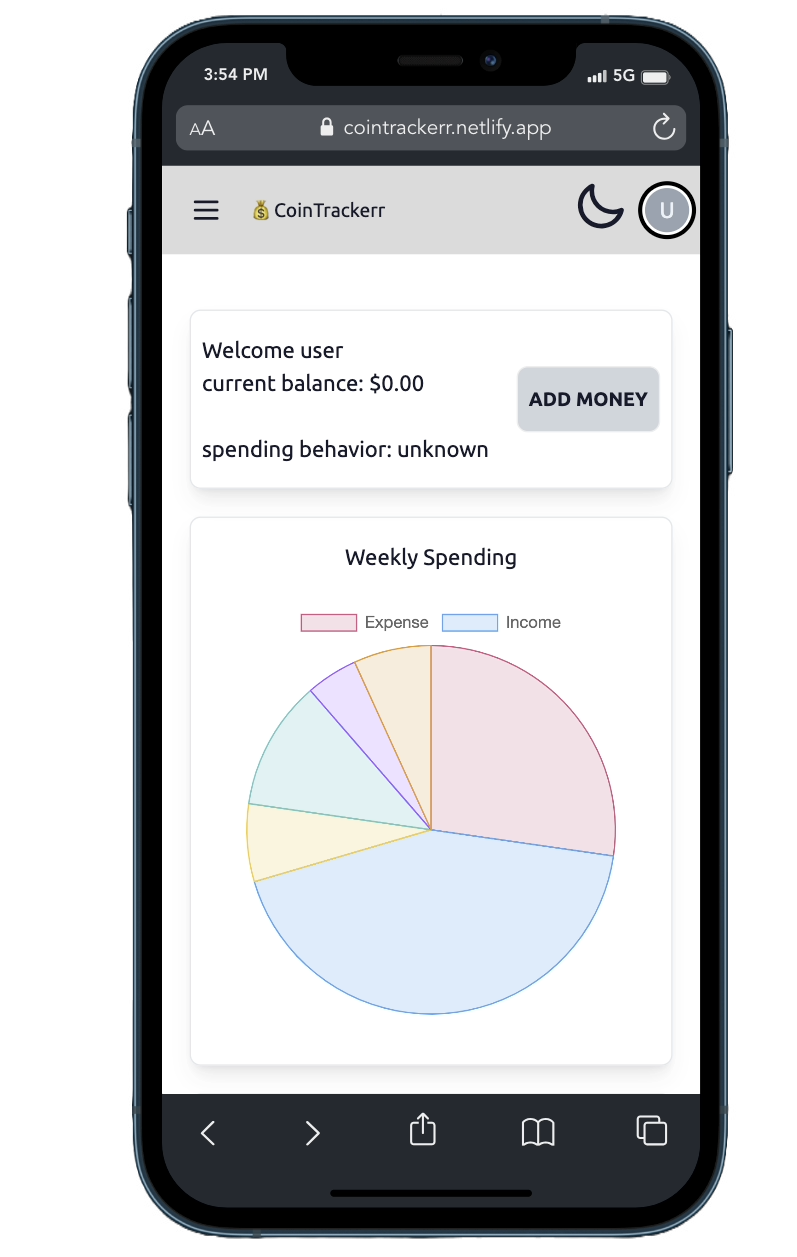 3:54 PM
5G
AA
cointrackerr.netlify.app
CoinTrackerr
U
Welcome user
current balance: $0.00
ADD MONEY
spending behavior: unknown
Weekly Spending
Expense
Income